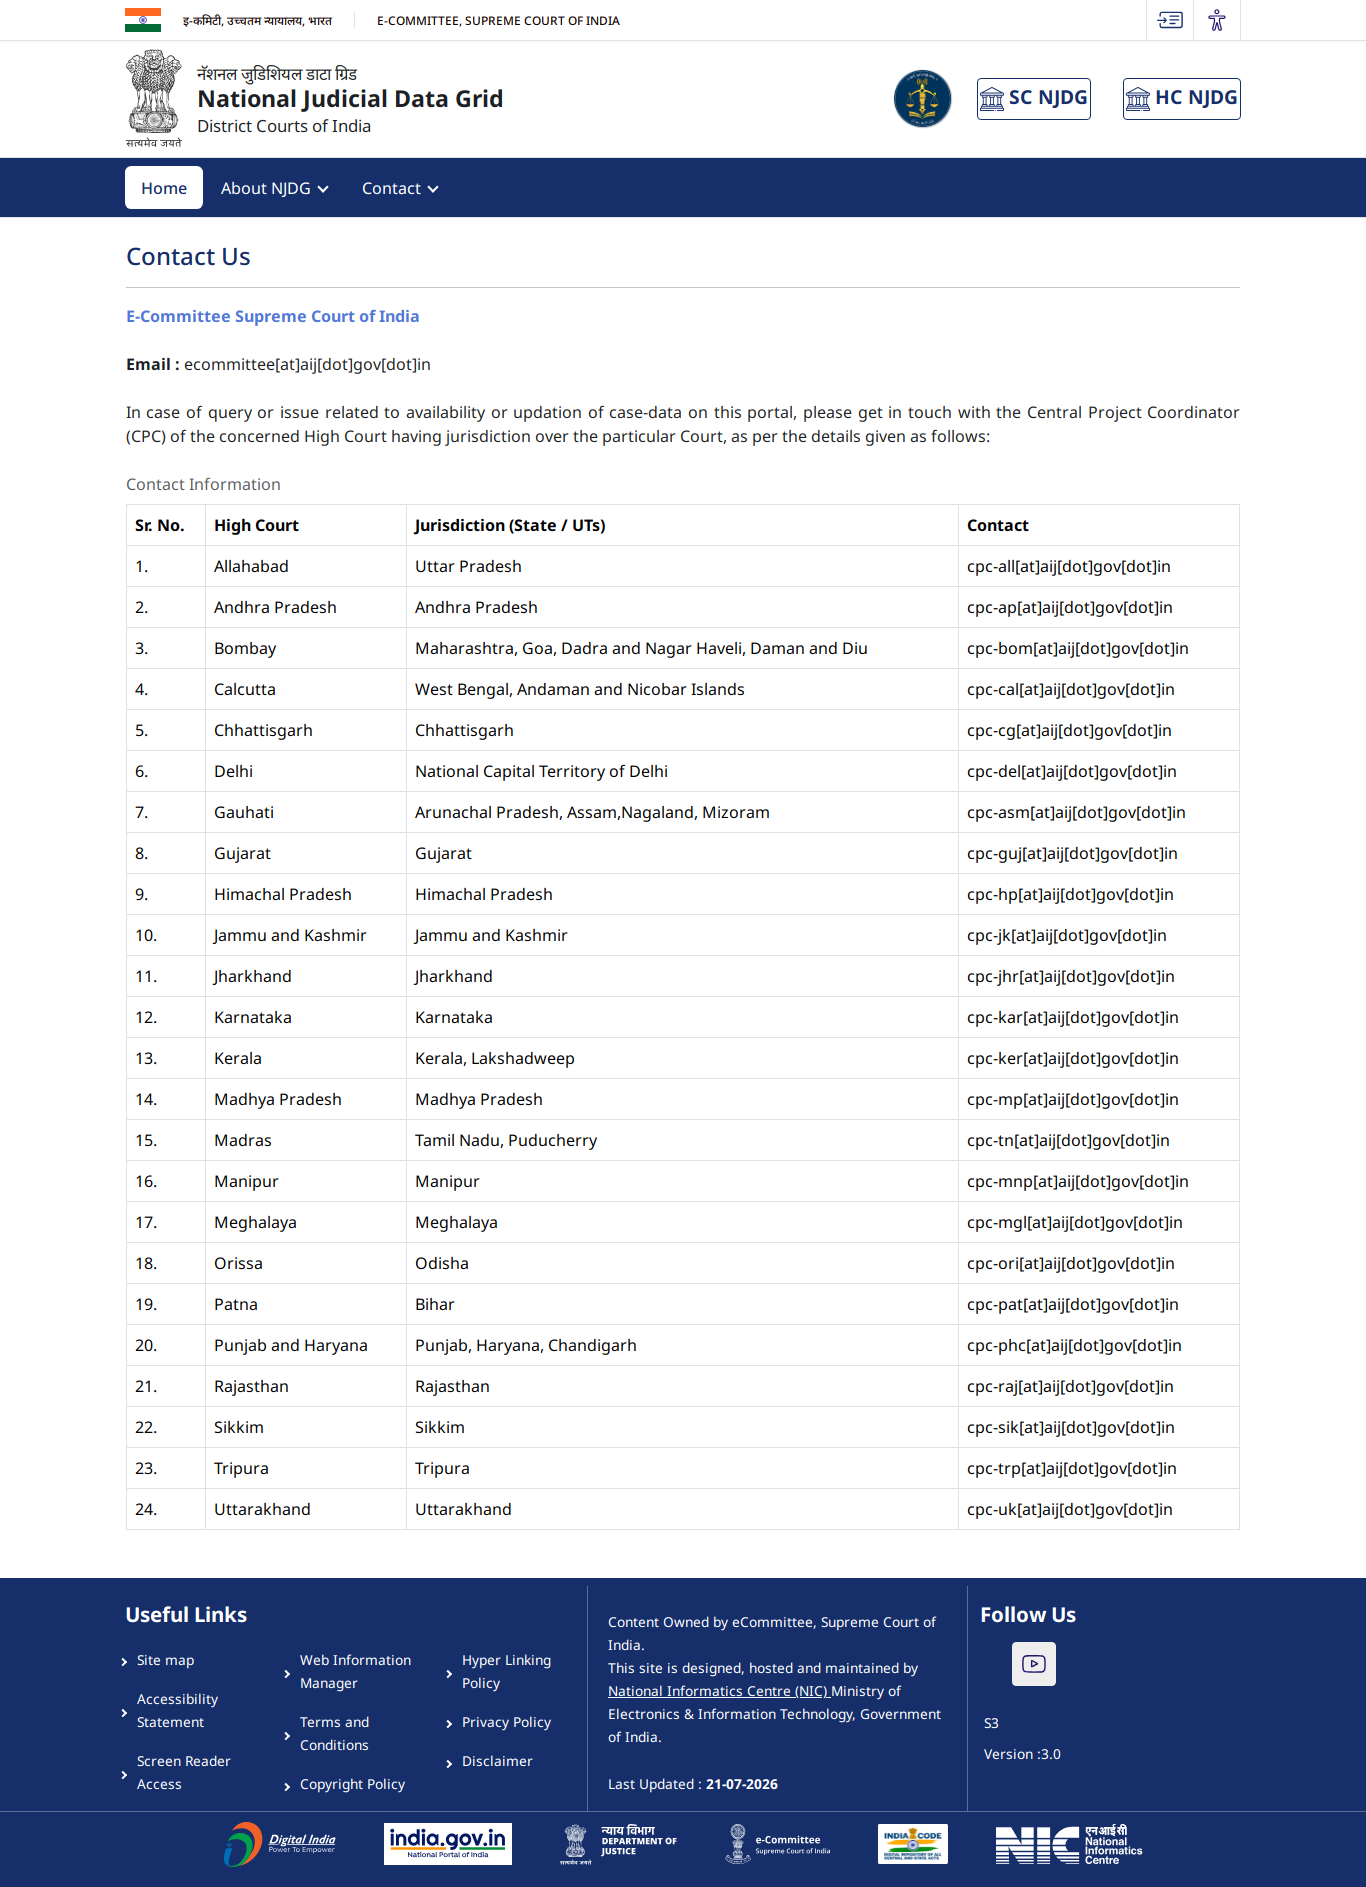 इ-कमिटी, उच्चतम न्यायालय, भारत E-COMMITTEE, SUPREME COURT OF INDIA
नॅशनल जुडिशियल डाटा ग्रिड
National Judicial Data Grid
District Courts of India
सत्यमेव जयते
SC NJDG HC NJDG
Home About NJDG Contact
Contact Us
E-Committee Supreme Court of India
Email : ecommittee[at]aij[dot]gov[dot]in
In case of query or issue related to availability or updation of case-data on this portal, please get in touch with the Central Project Coordinator
(CPC) of the concerned High Court having jurisdiction over the particular Court, as per the details given as follows:
Contact Information
Sr. No. High Court Jurisdiction (State / UTs) Contact
1. Allahabad Uttar Pradesh cpc-all[at]aij[dot]gov[dot]in
2. Andhra Pradesh Andhra Pradesh cpc-ap[at]aij[dot]gov[dot]in
3. Bombay Maharashtra, Goa, Dadra and Nagar Haveli, Daman and Diu cpc-bom[at]aij[dot]gov[dot]in
4. Calcutta West Bengal, Andaman and Nicobar Islands cpc-cal[at]aij[dot]gov[dot]in
5. Chhattisgarh Chhattisgarh cpc-cg[at]aij[dot]gov[dot]in
6. Delhi National Capital Territory of Delhi cpc-del[at]aij[dot]gov[dot]in
7. Gauhati Arunachal Pradesh, Assam,Nagaland, Mizoram cpc-asm[at]aij[dot]gov[dot]in
8. Gujarat Gujarat cpc-guj[at]aij[dot]gov[dot]in
9. Himachal Pradesh Himachal Pradesh cpc-hp[at]aij[dot]gov[dot]in
10. Jammu and Kashmir Jammu and Kashmir cpc-jk[at]aij[dot]gov[dot]in
11. Jharkhand Jharkhand cpc-jhr[at]aij[dot]gov[dot]in
12. Karnataka Karnataka cpc-kar[at]aij[dot]gov[dot]in
13. Kerala Kerala, Lakshadweep cpc-ker[at]aij[dot]gov[dot]in
14. Madhya Pradesh Madhya Pradesh cpc-mp[at]aij[dot]gov[dot]in
15. Madras Tamil Nadu, Puducherry cpc-tn[at]aij[dot]gov[dot]in
16. Manipur Manipur cpc-mnp[at]aij[dot]gov[dot]in
17. Meghalaya Meghalaya cpc-mgl[at]aij[dot]gov[dot]in
18. Orissa Odisha cpc-ori[at]aij[dot]gov[dot]in
19. Patna Bihar cpc-pat[at]aij[dot]gov[dot]in
20. Punjab and Haryana Punjab, Haryana, Chandigarh cpc-phc[at]aij[dot]gov[dot]in
21. Rajasthan Rajasthan cpc-raj[at]aij[dot]gov[dot]in
22. Sikkim Sikkim cpc-sik[at]aij[dot]gov[dot]in
23. Tripura Tripura cpc-trp[at]aij[dot]gov[dot]in
24. Uttarakhand Uttarakhand cpc-uk[at]aij[dot]gov[dot]in
Useful Links
Site map
Accessibility
Statement
Screen Reader
Access
Web Information
Manager
Terms and
Conditions
Copyright Policy
Hyper Linking
Policy
Privacy Policy
Disclaimer
Content Owned by eCommittee, Supreme Court of
India.
This site is designed, hosted and maintained by
National Informatics Centre (NIC) Ministry of
Electronics & Information Technology, Government
of India.
Last Updated : 21-07-2026
Follow Us
S3
Version :3.0
Digital India
Power To Empower
india.gov.in
National Portal of India
सत्यमेव जयते
न्याय विभाग
DEPARTMENT OF
JUSTICE
e-Committee
Supreme Court of India
INDIA CODE
DIGITAL REPOSITORY OF ALL
CENTRAL AND STATE ACTS
NIC
एनआईसी
National
Informatics
Centre